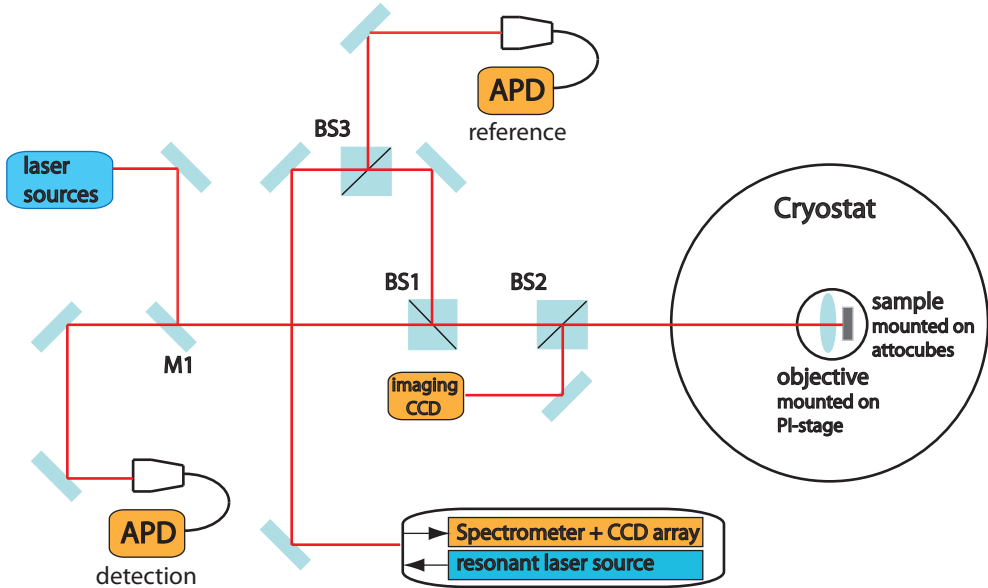 APD
reference
BS3
laser
sources
Cryostat
BS1
BS2
sample
mounted on
attocubes
M1
imaging
CCD
objective
mounted on
PI-stage
APD
detection
Spectrometer + CCD array
resonant laser source